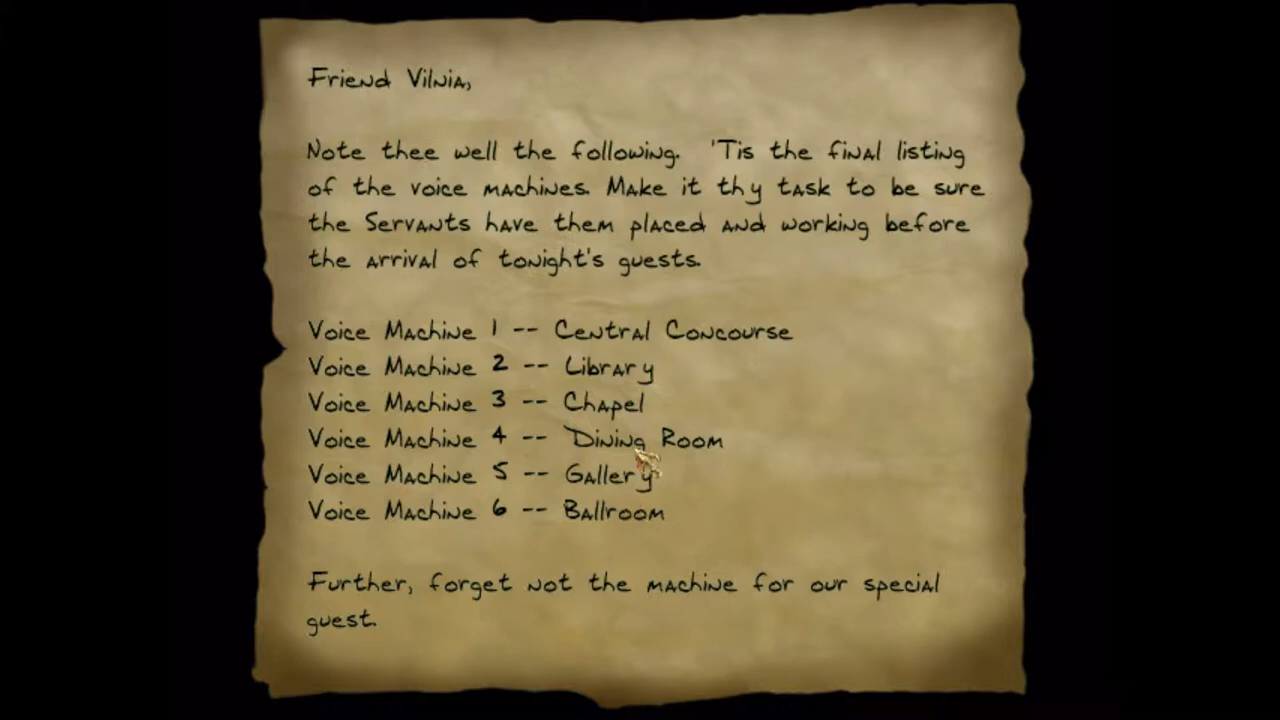 Friend Vilnia,
Note thee well the following.  'Tis the final listing
of the voice machines. Make it thy task to be sure
the Servants have them placed and working before
the arrival of tonight's guests.
Voice Machine 1 -- Central Concourse
Voice Machine 2 -- Library
Voice Machine 3 -- Chapel
Voice Machine 4 -- Dining Room
Voice Machine 5 -- Gallery
Voice Machine 6 -- Ballroom
Further, forget not the machine for our special
guest.